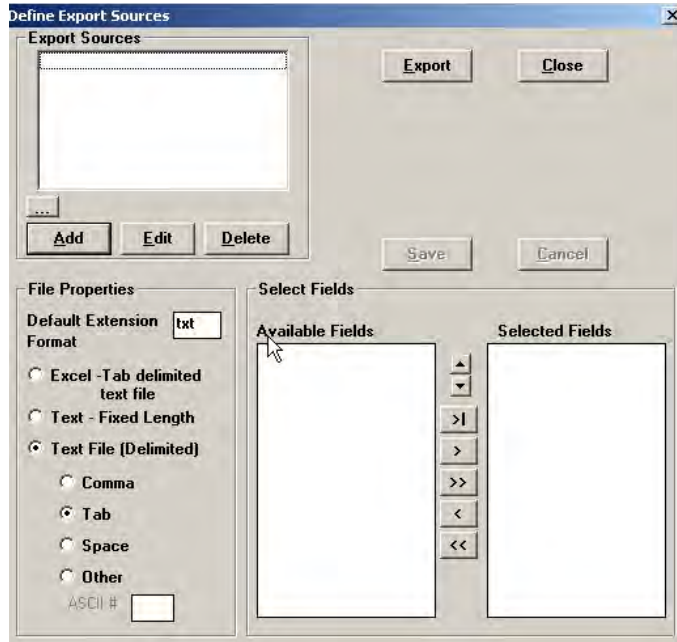 Define Export Sources
Export Sources
Export
Close
...
Add
Edit
Delete
Save
Cancel
File Properties
Default Extension
txt
Format
Excel -Tab delimited
text file
Text - Fixed Length
Text File (Delimited)
Comma
Tab
Space
Other
ASCII #
Select Fields
Available Fields
Selected Fields
>|
>
>>
<
<<